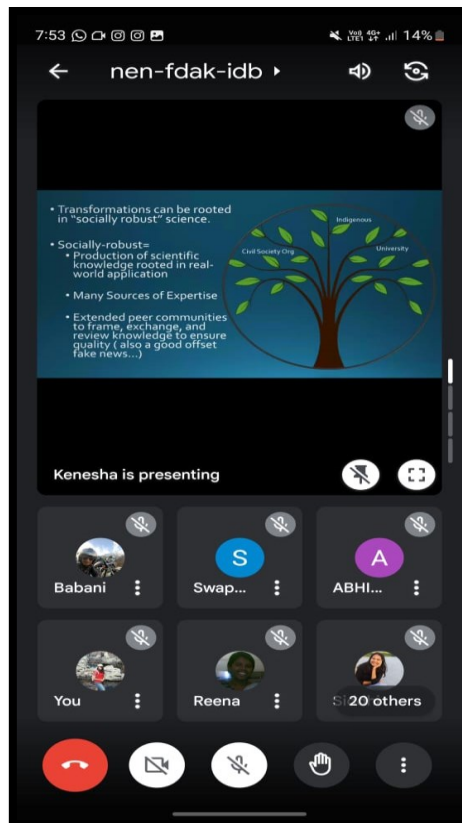 7:53
Voo) 4G+ LTE1 14%
nen-fdak-idb
• Transformations can be rooted
in "socially robust" science.
• Socially-robust=
• Production of scientific
knowledge rooted in real-
world application
• Many Sources of Expertise
• Extended peer communities
to frame, exchange, and
review knowledge to ensure
quality ( also a good offset
fake news...)
Indigenous
Civil Society Org
University
Kenesha is presenting
Babani
S
Swap...
A
ABHI...
You
Reena
20 others